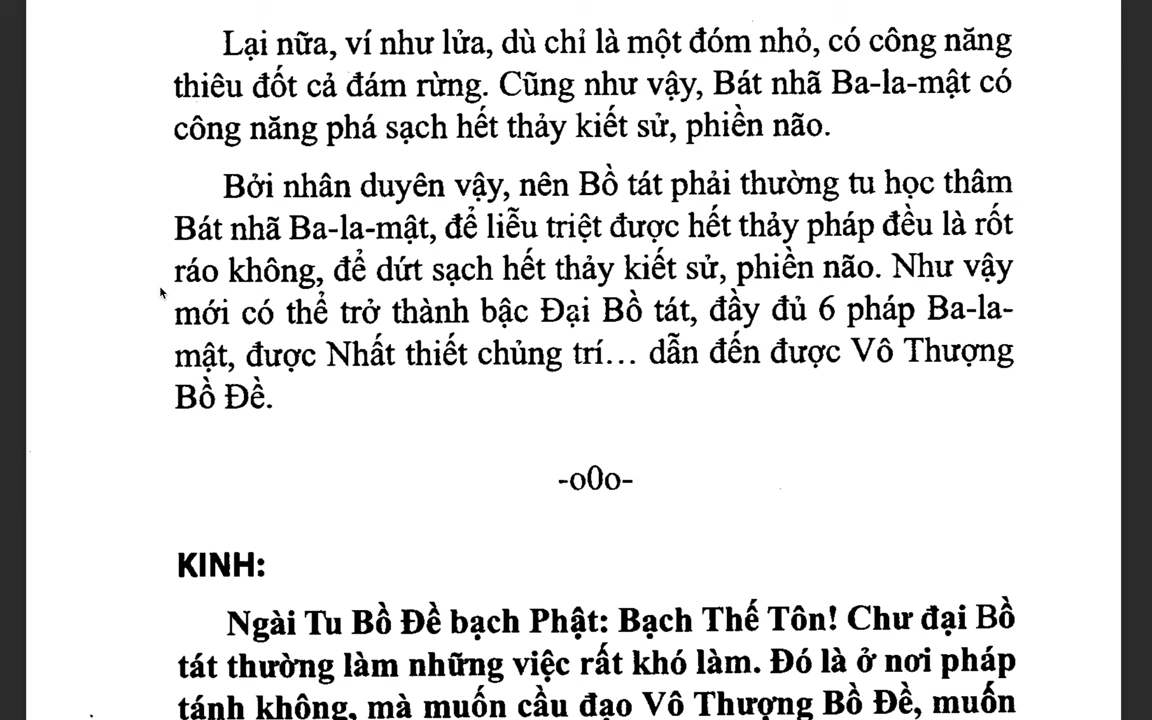 Lại nữa, ví như lửa, dù chỉ là một đóm nhỏ, có công năng
thiêu đốt cả đám rừng. Cũng như vậy, Bát nhã Ba-la-mật có
công năng phá sạch hết thảy kiết sử, phiền não.
Bởi nhân duyên vậy, nên Bồ tát phải thường tu học thâm
Bát nhã Ba-la-mật, để liễu triệt được hết thảy pháp đều là rốt
ráo không, để dứt sạch hết thảy kiết sử, phiền não. Như vậy
mới có thể trở thành bậc Đại Bồ tát, đầy đủ 6 pháp Ba-la-
mật, được Nhất thiết chủng trí... dẫn đến được Vô Thượng
Bồ Đề.
-o0o-
KINH:
Ngài Tu Bồ Đề bạch Phật: Bạch Thế Tôn! Chư đại Bồ
tát thường làm những việc rất khó làm. Đó là ở nơi pháp
tánh không, mà muốn cầu đạo Vô Thượng Bồ Đề, muốn